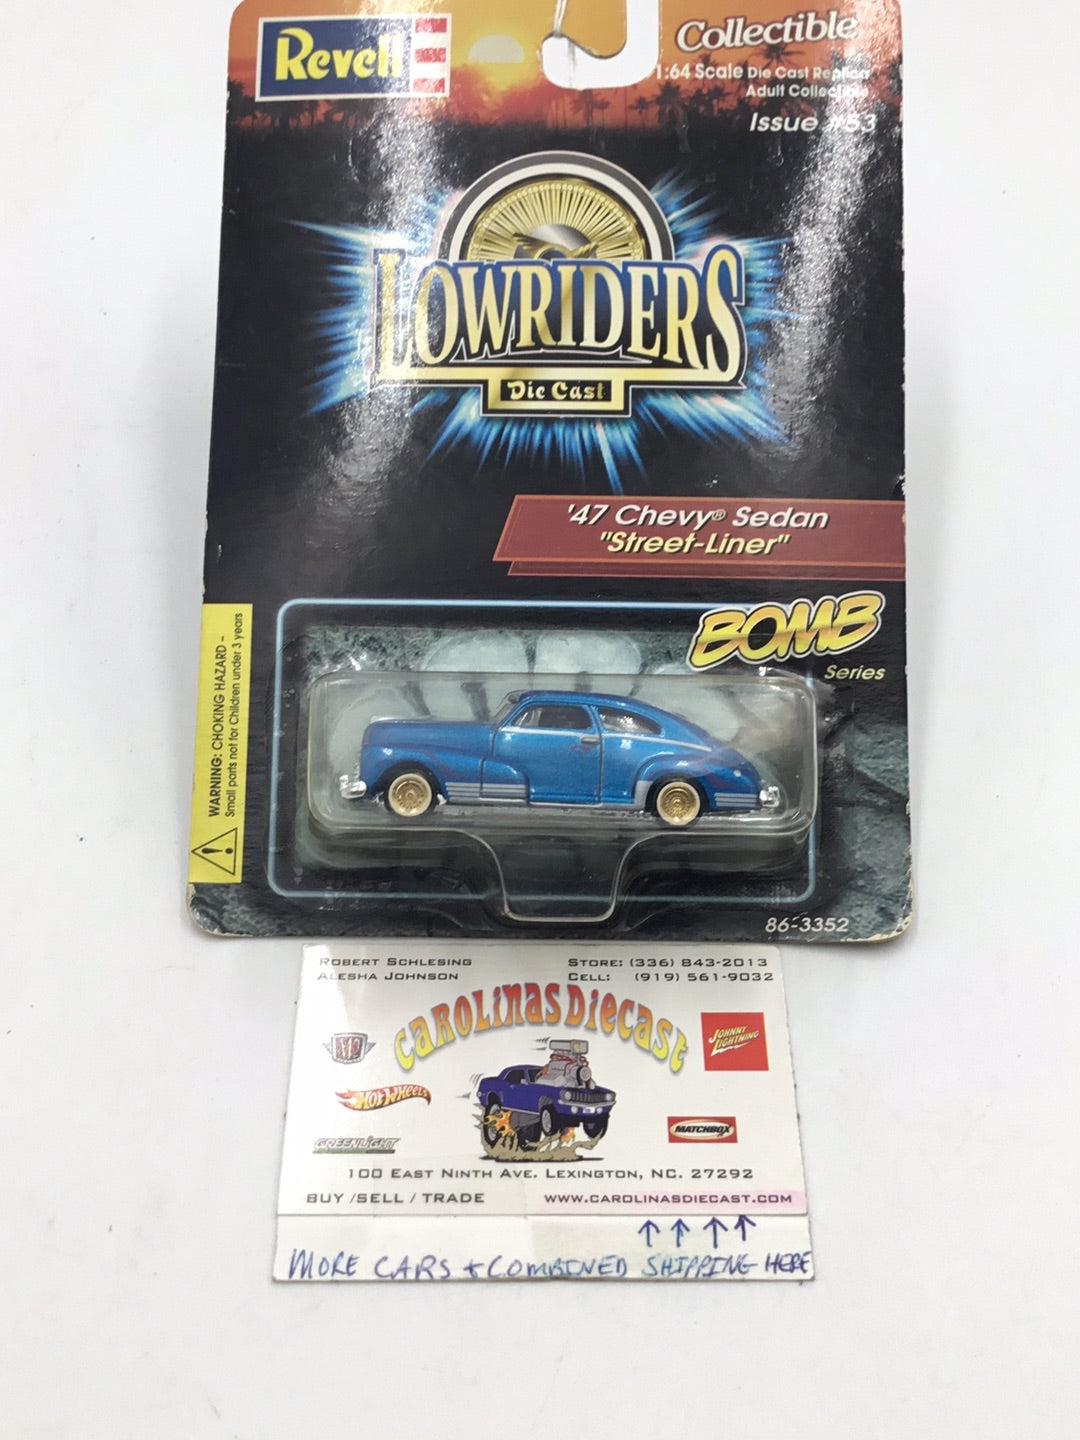 Revell
Collectible
1:64 Scale Die Cast Replica
Adult Collectible
Issue #53
LOWRIDERS
Die Cast
'47 Chevy® Sedan
"Street-Liner"
BOMB
Series
WARNING: CHOKING HAZARD –
Small parts not for Children under 3 years
86-3352
ROBERT SCHLESING
ALESHA JOHNSON
STORE: (336) 843-2013
CELL: (919) 561-9032
CAROLINAS DIECAST
JOHNNY LIGHTNING
HOT WHEELS
GREENLIGHT
MATCHBOX
100 EAST NINTH AVE. LEXINGTON, NC. 27292
BUY /SELL / TRADE
WWW.CAROLINASDIECAST.COM
MORE CARS + COMBINED SHIPPING HERE